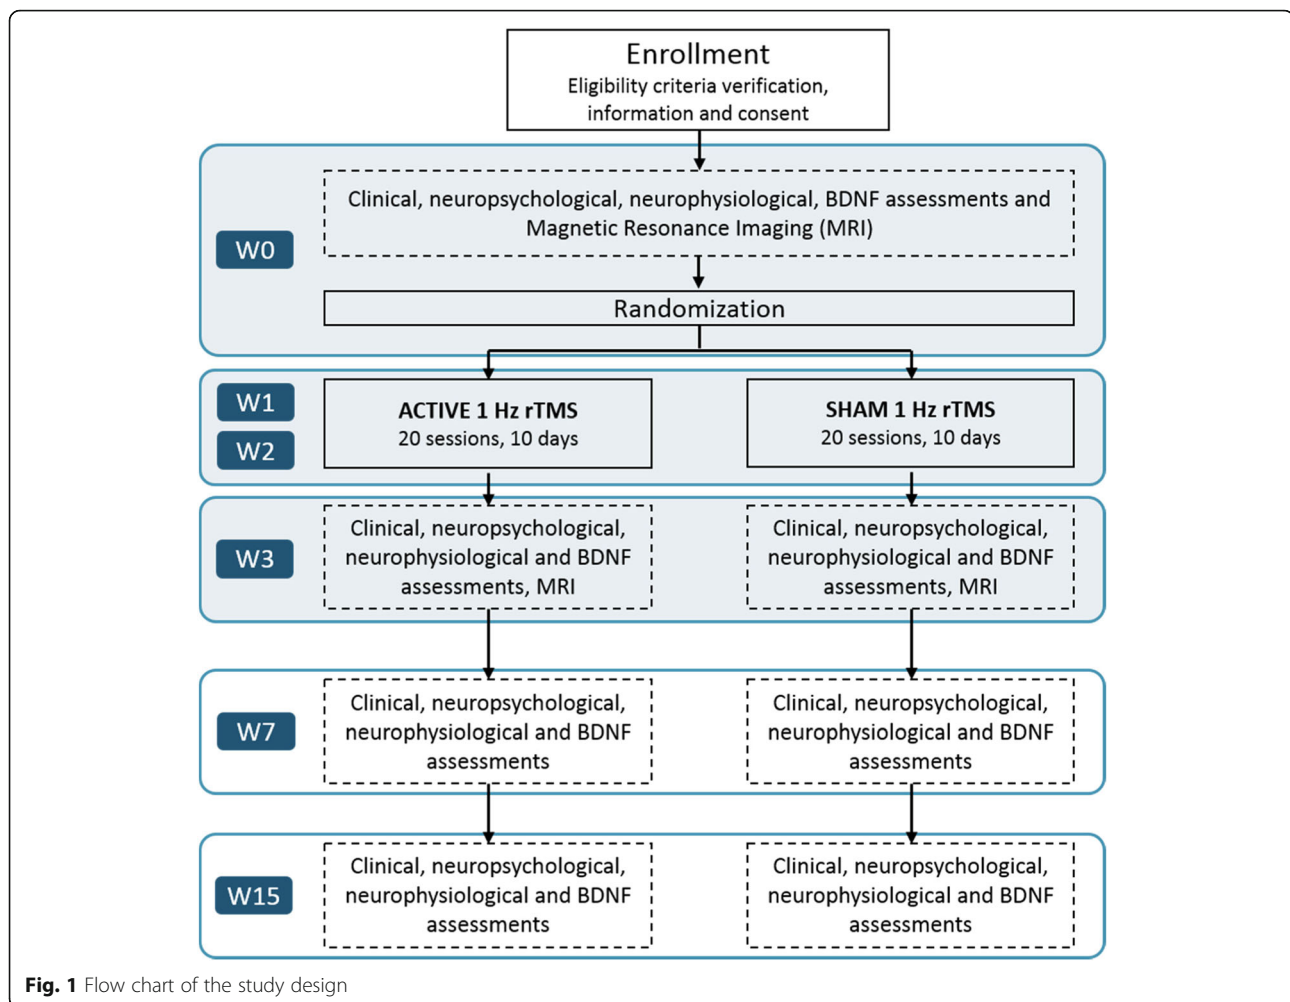 Enrollment
Eligibility criteria verification,
information and consent
W0
Clinical, neuropsychological, neurophysiological, BDNF assessments and
Magnetic Resonance Imaging (MRI)
Randomization
W1
W2
ACTIVE 1 Hz rTMS
20 sessions, 10 days
SHAM 1 Hz rTMS
20 sessions, 10 days
W3
Clinical, neuropsychological,
neurophysiological and BDNF
assessments, MRI
Clinical, neuropsychological,
neurophysiological and BDNF
assessments, MRI
W7
Clinical, neuropsychological,
neurophysiological and BDNF
assessments
Clinical, neuropsychological,
neurophysiological and BDNF
assessments
W15
Clinical, neuropsychological,
neurophysiological and BDNF
assessments
Clinical, neuropsychological,
neurophysiological and BDNF
assessments
Fig. 1 Flow chart of the study design